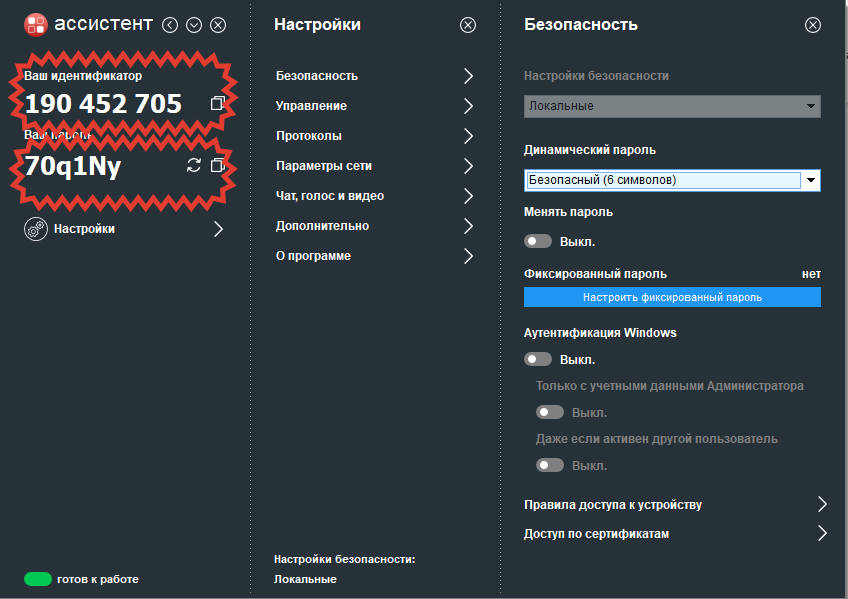 ассистент
Ваш идентификатор
190 452 705
Ваш пароль
70q1Ny
Настройки
готов к работе
Настройки
Безопасность
Управление
Протоколы
Параметры сети
Чат, голос и видео
Дополнительно
О программе
Настройки безопасности:
Локальные
Безопасность
Настройки безопасности
Локальные
Динамический пароль
Безопасный (6 символов)
Менять пароль
Выкл.
Фиксированный пароль нет
Настроить фиксированный пароль
Аутентификация Windows
Выкл.
Только с учетными данными Администратора
Выкл.
Даже если активен другой пользователь
Выкл.
Правила доступа к устройству
Доступ по сертификатам